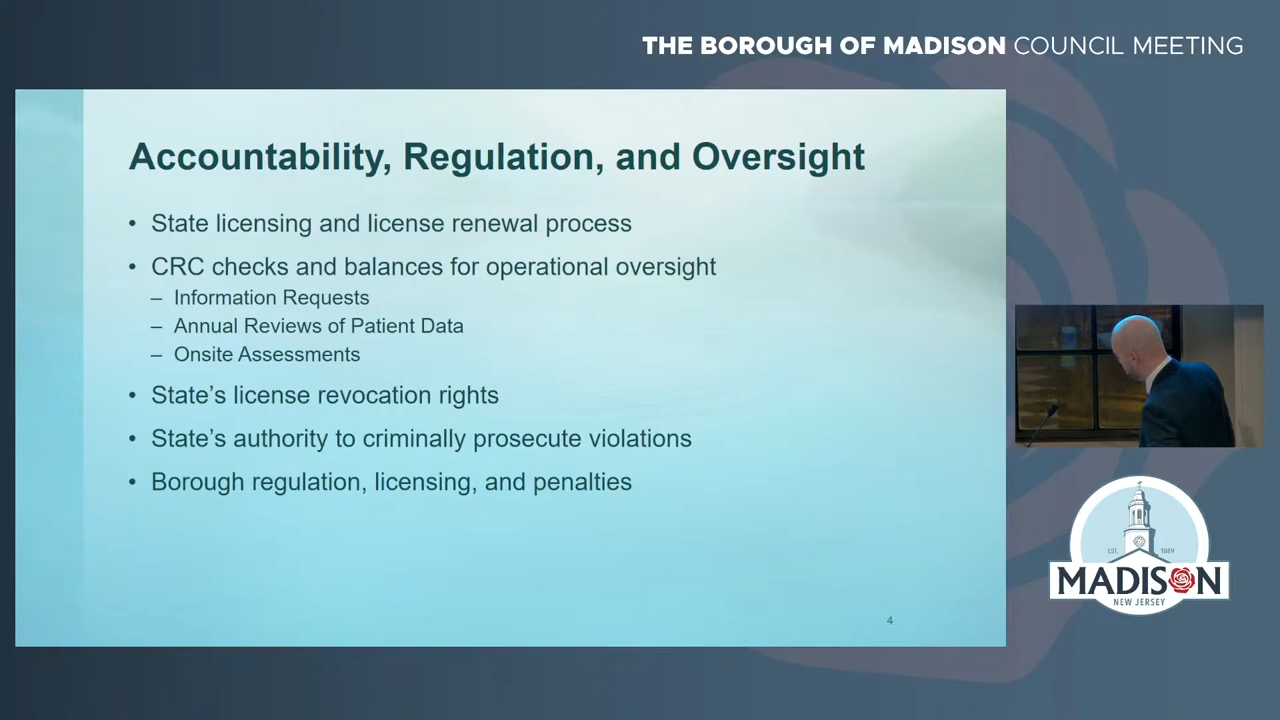 THE BOROUGH OF MADISON COUNCIL MEETING
Accountability, Regulation, and Oversight
• State licensing and license renewal process
• CRC checks and balances for operational oversight
– Information Requests
– Annual Reviews of Patient Data
– Onsite Assessments
• State’s license revocation rights
• State’s authority to criminally prosecute violations
• Borough regulation, licensing, and penalties
4
EST. 1889
MADISON
NEW JERSEY